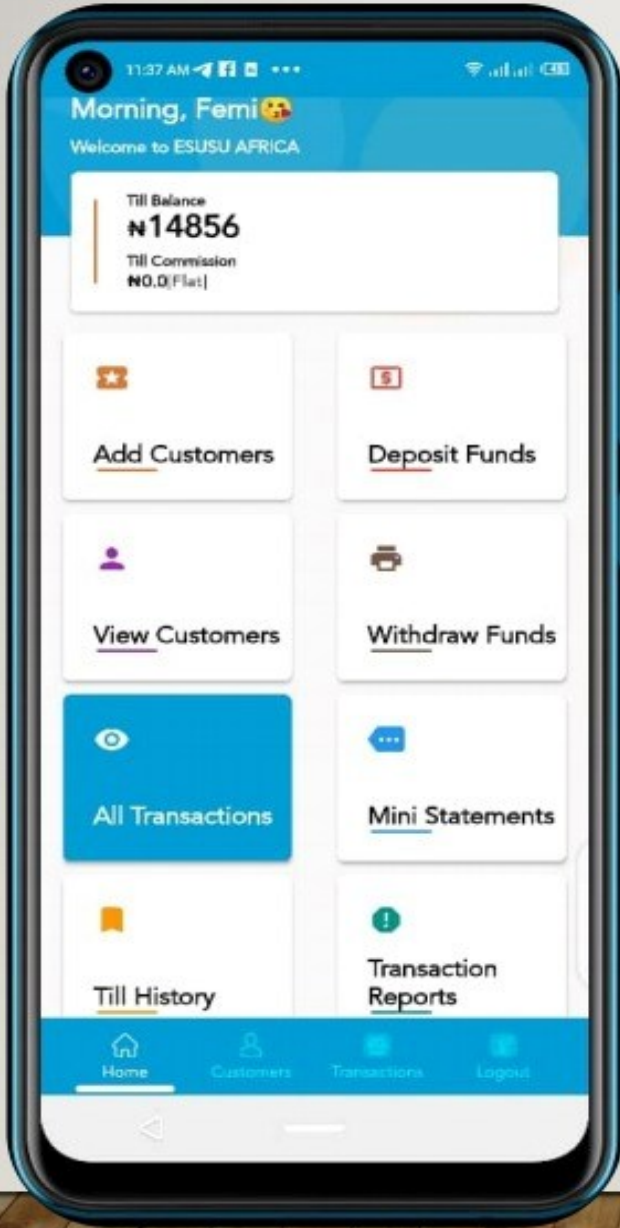 11:37 AM
Morning, Femi😘
Welcome to ESUSU AFRICA
Till Balance
₦14856
Till Commission
₦0.0|Flat|
Add Customers
Deposit Funds
View Customers
Withdraw Funds
All Transactions
Mini Statements
Till History
Transaction
Reports
Home
Customers
Transactions
Logout